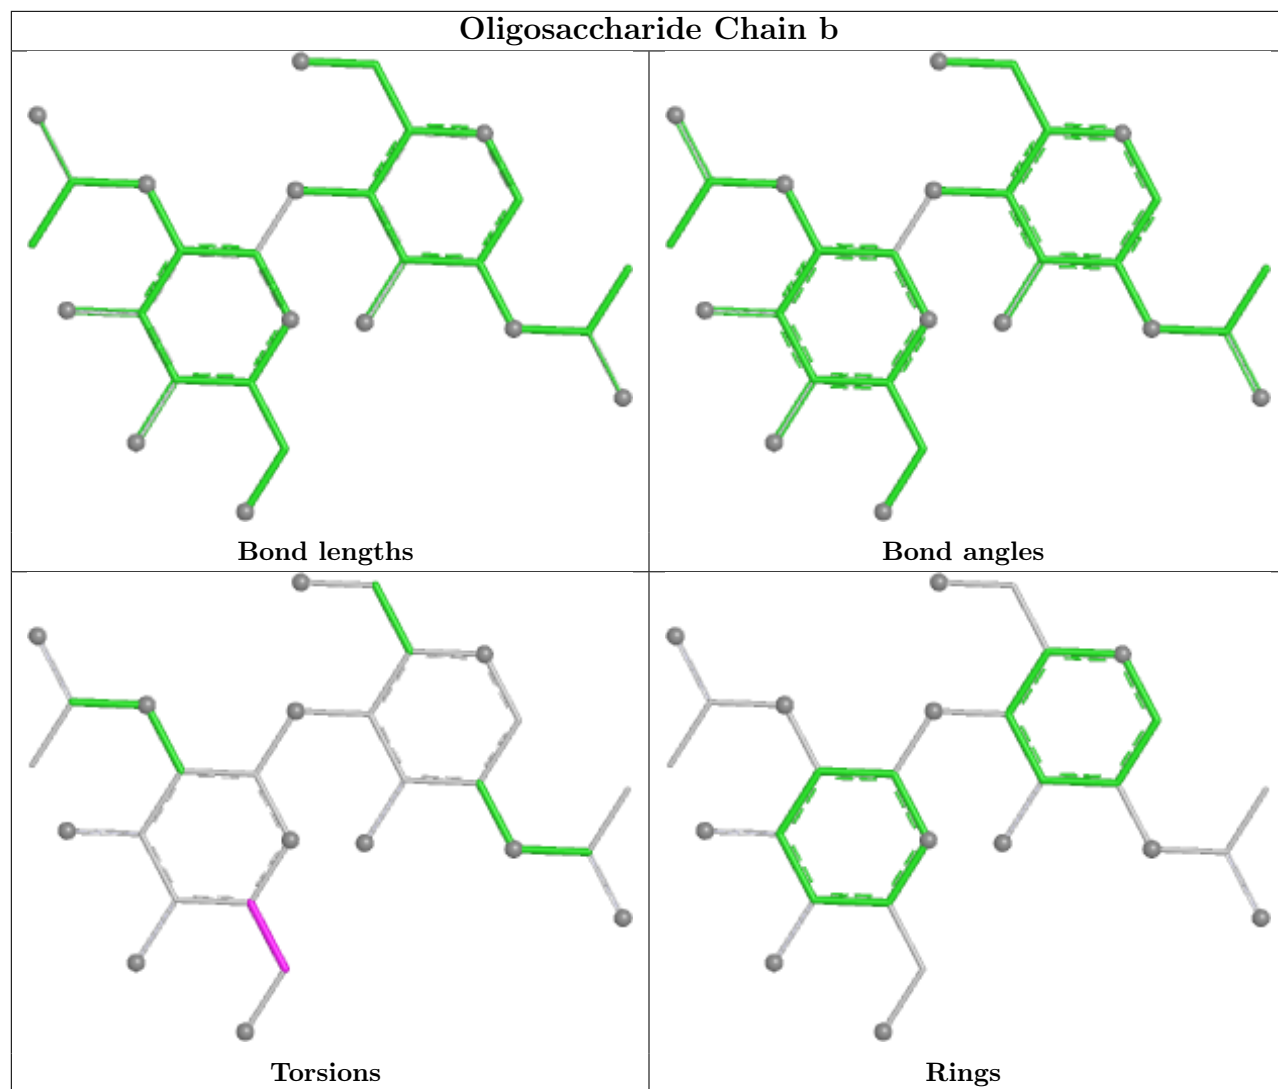 Oligosaccharide Chain b
Bond lengths
Bond angles
Torsions
Rings